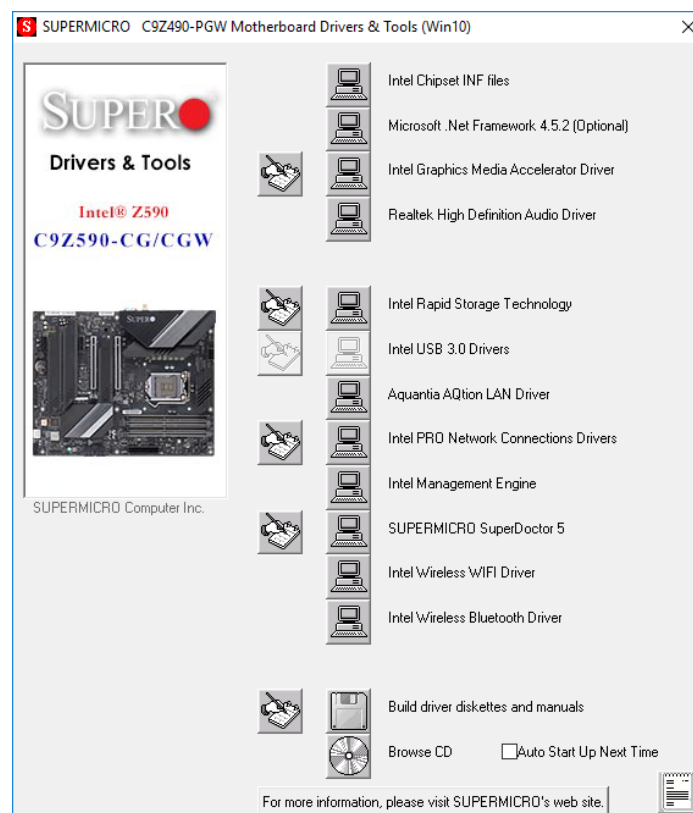 S SUPERMICRO C9Z490-PGW Motherboard Drivers & Tools (Win10)
SUPERO
Drivers & Tools
Intel® Z590
C9Z590-CG/CGW
SUPERO
SUPERMICRO Computer Inc.
Intel Chipset INF files
Microsoft .Net Framework 4.5.2 (Optional)
Intel Graphics Media Accelerator Driver
Realtek High Definition Audio Driver
Intel Rapid Storage Technology
Intel USB 3.0 Drivers
Aquantia AQtion LAN Driver
Intel PRO Network Connections Drivers
Intel Management Engine
SUPERMICRO SuperDoctor 5
Intel Wireless WIFI Driver
Intel Wireless Bluetooth Driver
Build driver diskettes and manuals
Browse CD Auto Start Up Next Time
For more information, please visit SUPERMICRO's web site.